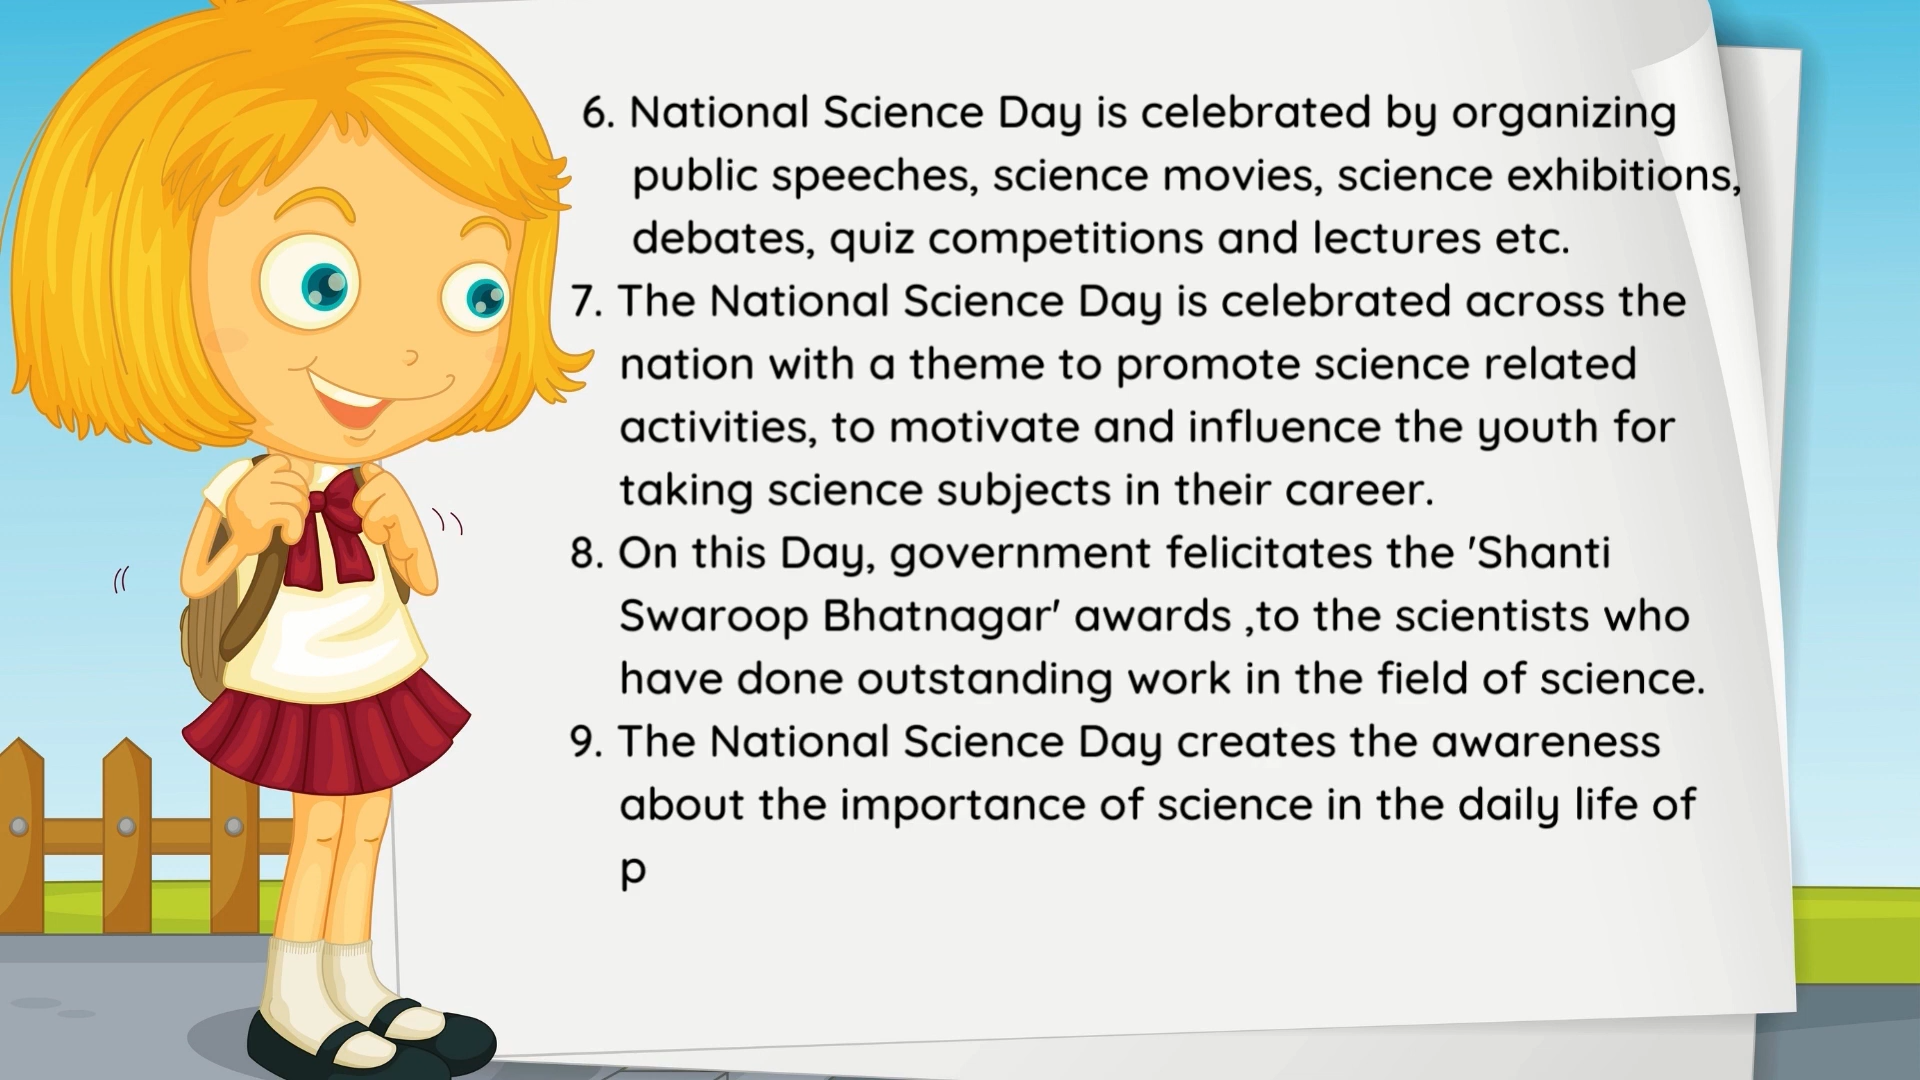 6. National Science Day is celebrated by organizing
public speeches, science movies, science exhibitions,
debates, quiz competitions and lectures etc.
7. The National Science Day is celebrated across the
nation with a theme to promote science related
activities, to motivate and influence the youth for
taking science subjects in their career.
8. On this Day, government felicitates the 'Shanti
Swaroop Bhatnagar' awards ,to the scientists who
have done outstanding work in the field of science.
9. The National Science Day creates the awareness
about the importance of science in the daily life of
p